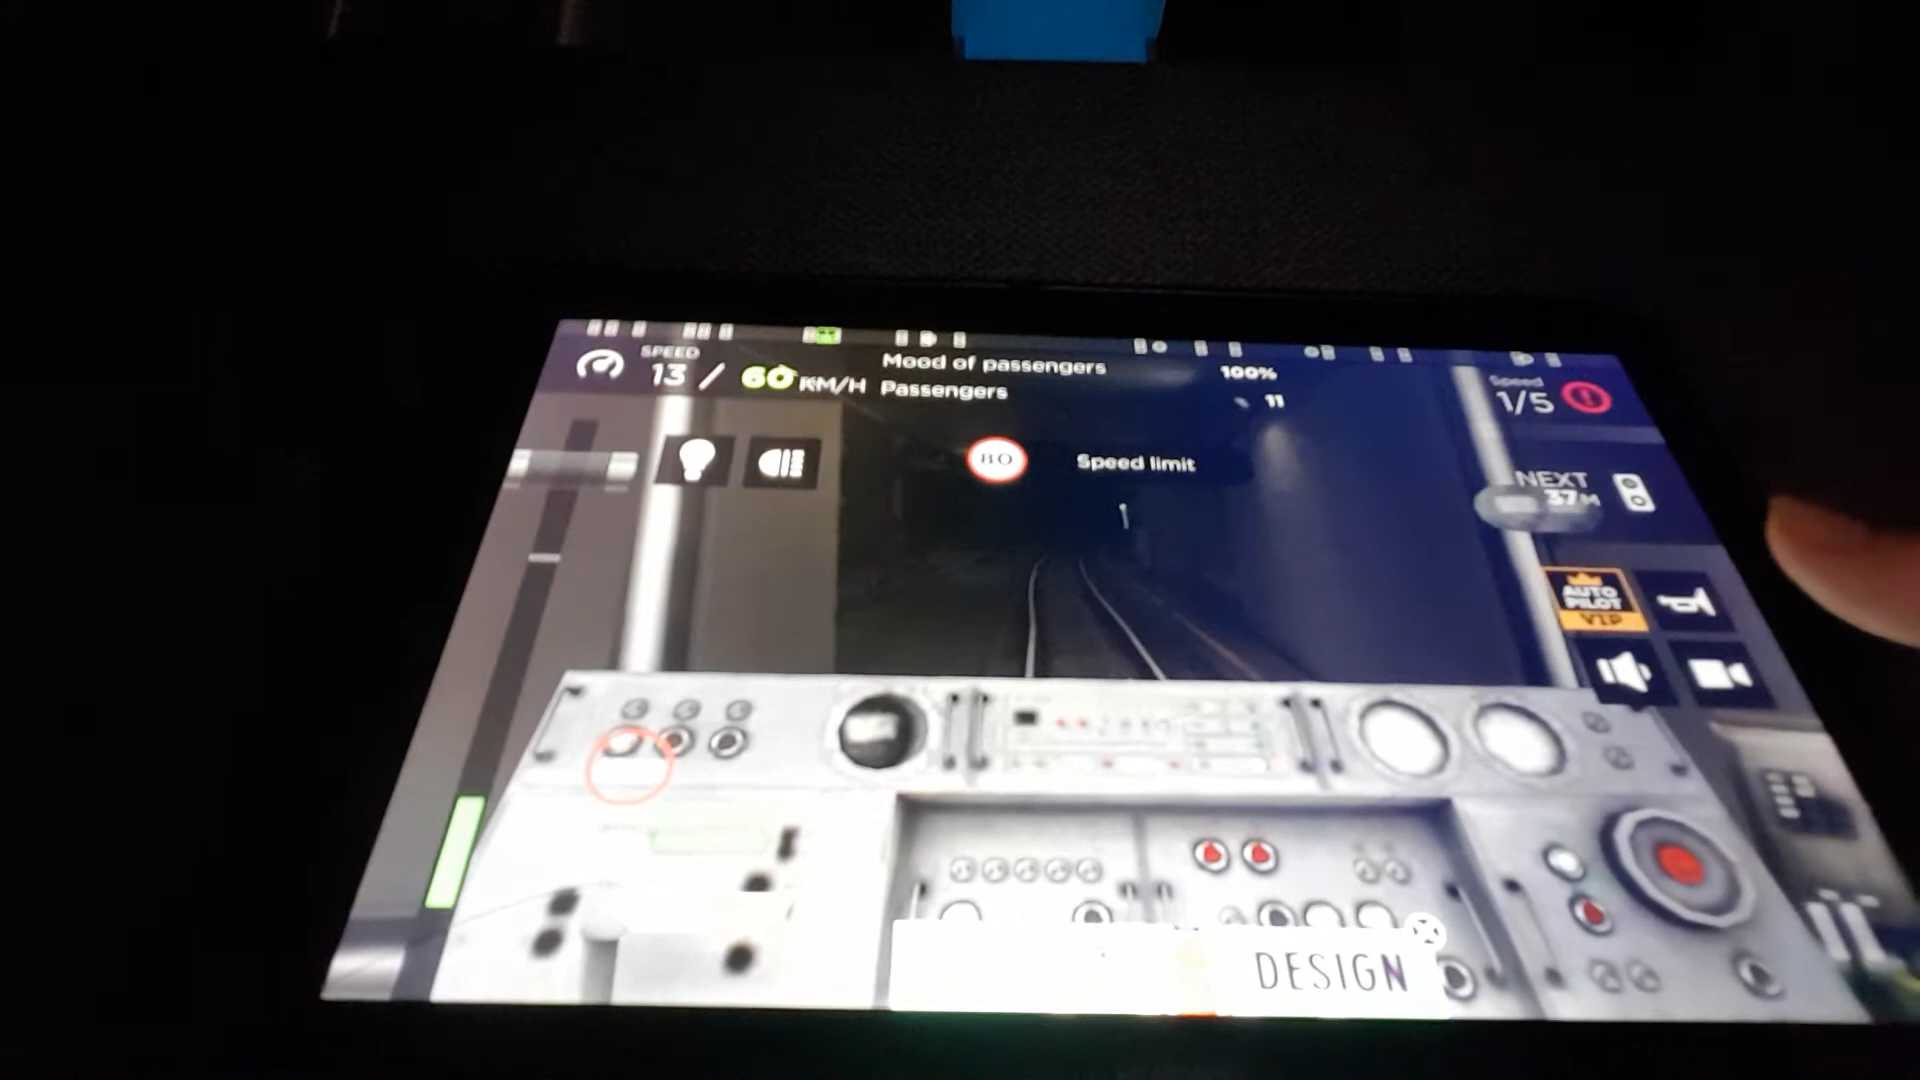 SPEED
13 / 60 KM/H
Mood of passengers 100%
Passengers 11
Speed
1/5
80 Speed limit
NEXT
37 M
AUTO
PILOT
VIP
DESIGN